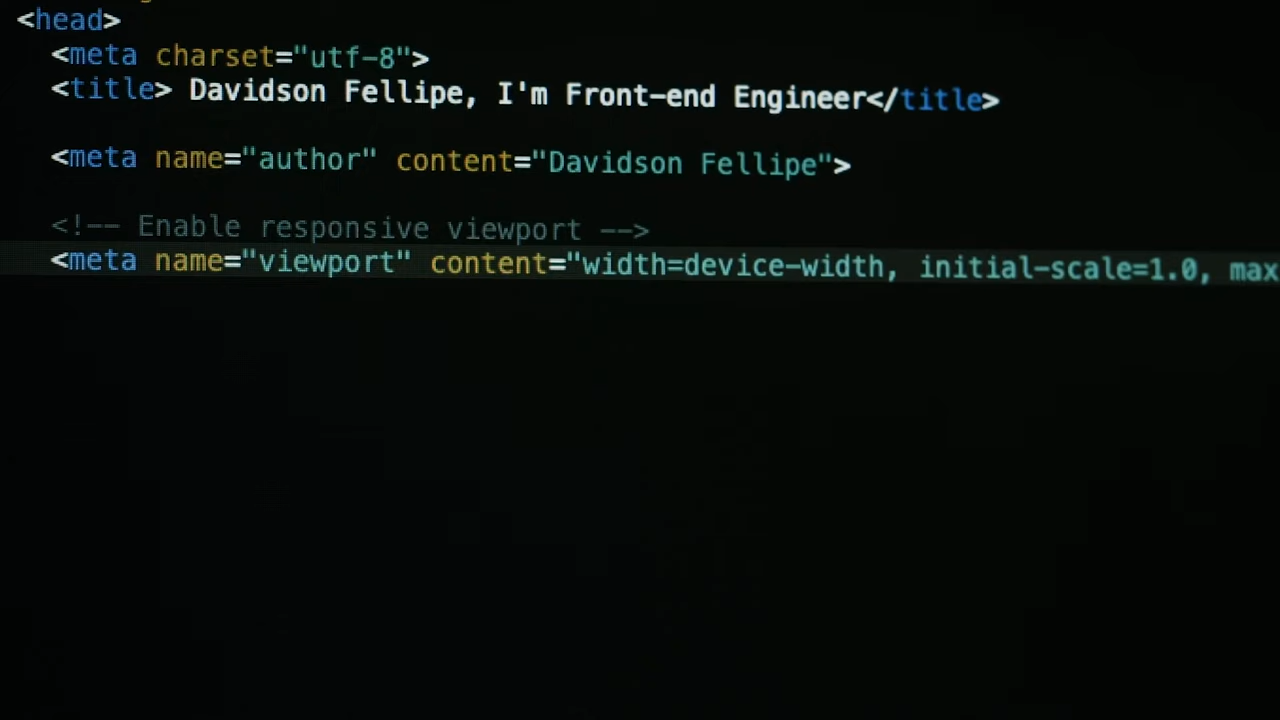 <head>
<meta charset="utf-8">
<title> Davidson Fellipe, I'm Front-end Engineer</title>
<meta name="author" content="Davidson Fellipe">
<!-- Enable responsive viewport -->
<meta name="viewport" content="width=device-width, initial-scale=1.0, max